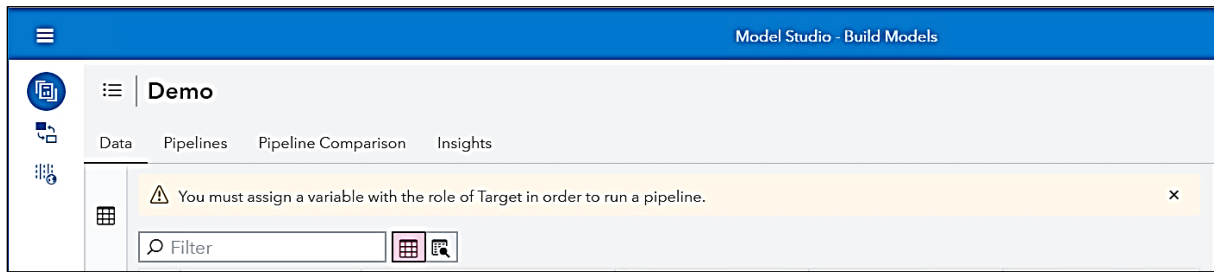 Model Studio - Build Models
Demo
Data Pipelines Pipeline Comparison Insights
You must assign a variable with the role of Target in order to run a pipeline.
Filter